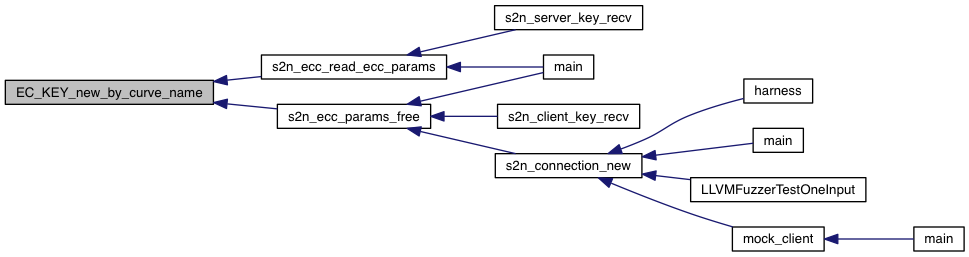 s2n_server_key_recv
s2n_ecc_read_ecc_params
main
EC_KEY_new_by_curve_name
harness
s2n_ecc_params_free
s2n_client_key_recv
main
s2n_connection_new
LLVMFuzzerTestOneInput
mock_client
main